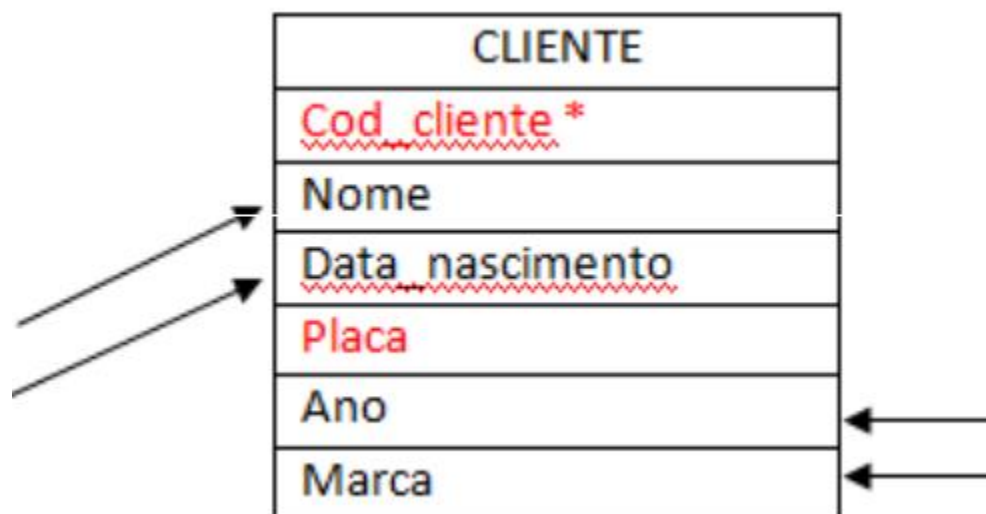 CLIENTE
Cod_cliente *
Nome
Data_nascimento
Placa
Ano
Marca